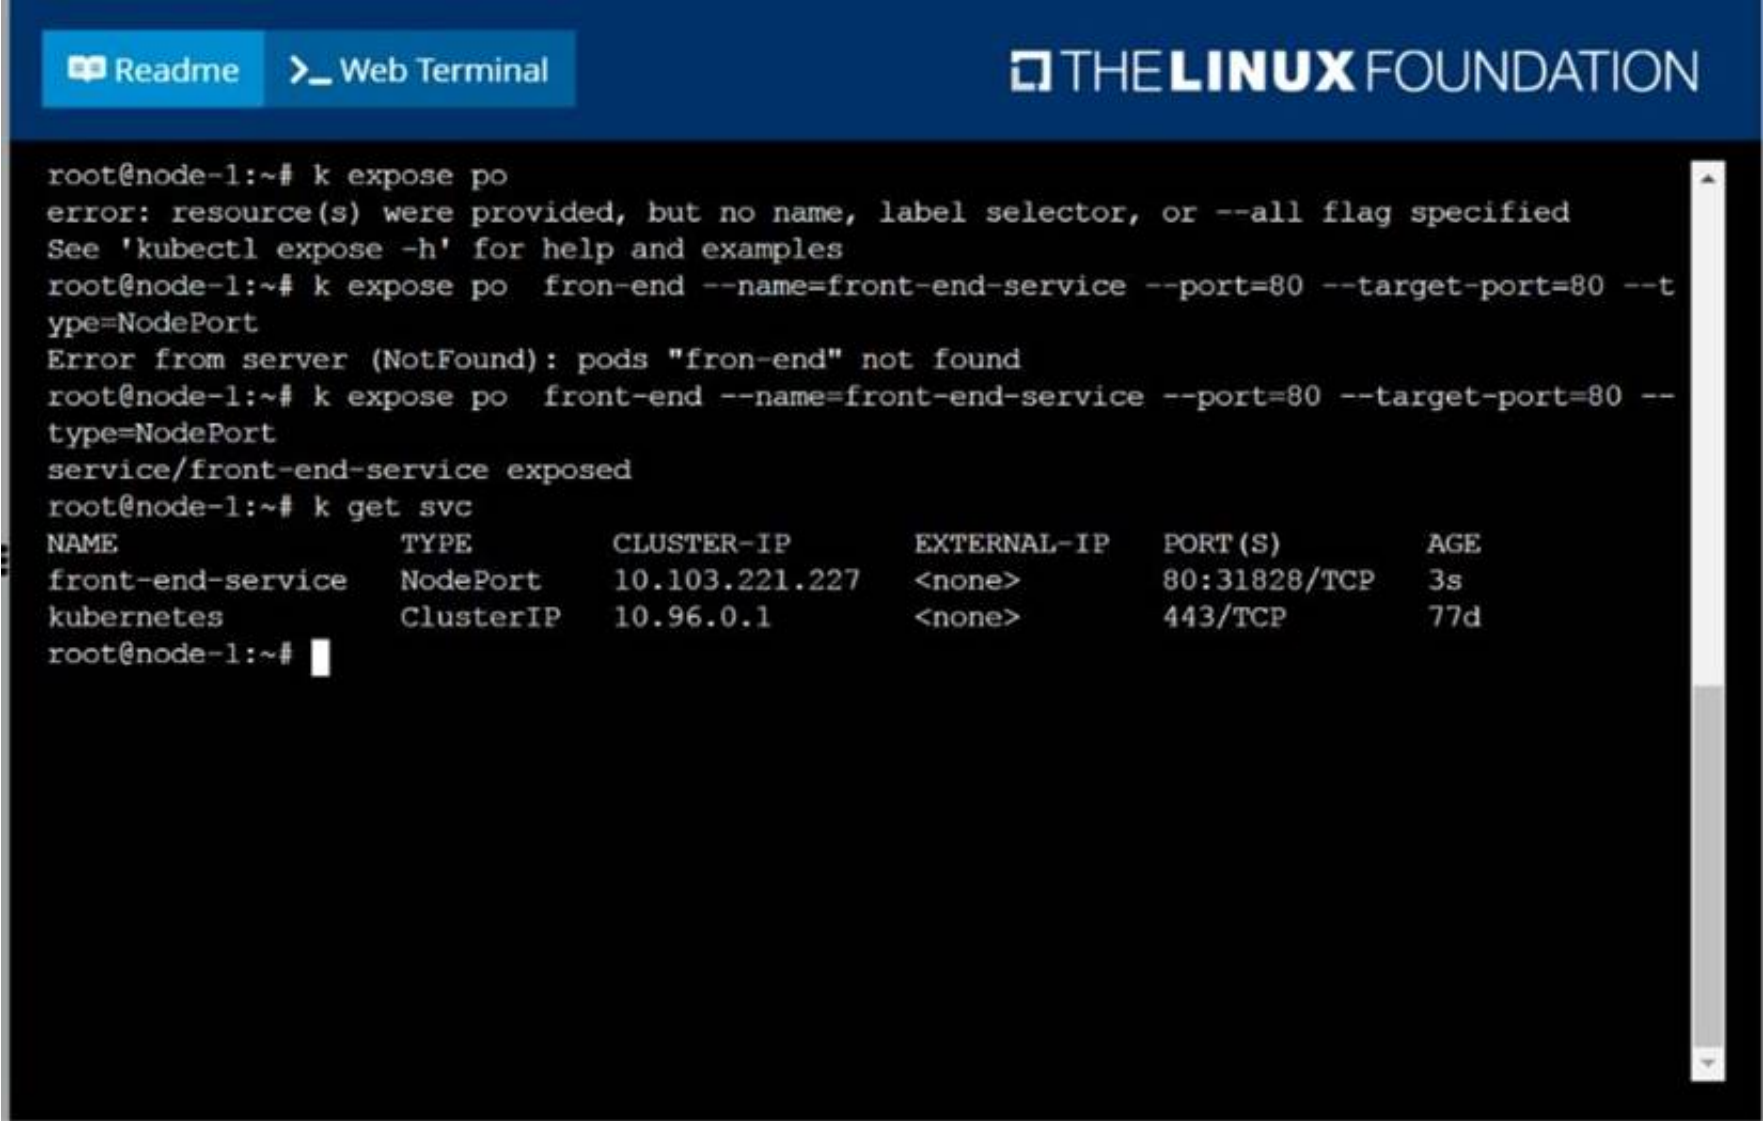 Readme
>_ Web Terminal
THE LINUX FOUNDATION
root@node-1:~# k expose po
error: resource(s) were provided, but no name, label selector, or --all flag specified
See 'kubectl expose -h' for help and examples
root@node-1:~# k expose po  fron-end --name=front-end-service --port=80 --target-port=80 --t
ype=NodePort
Error from server (NotFound): pods "fron-end" not found
root@node-1:~# k expose po  front-end --name=front-end-service --port=80 --target-port=80 --
type=NodePort
service/front-end-service exposed
root@node-1:~# k get svc
NAME                TYPE        CLUSTER-IP       EXTERNAL-IP   PORT(S)        AGE
front-end-service   NodePort    10.103.221.227   <none>        80:31828/TCP   3s
kubernetes          ClusterIP   10.96.0.1        <none>        443/TCP        77d
root@node-1:~#